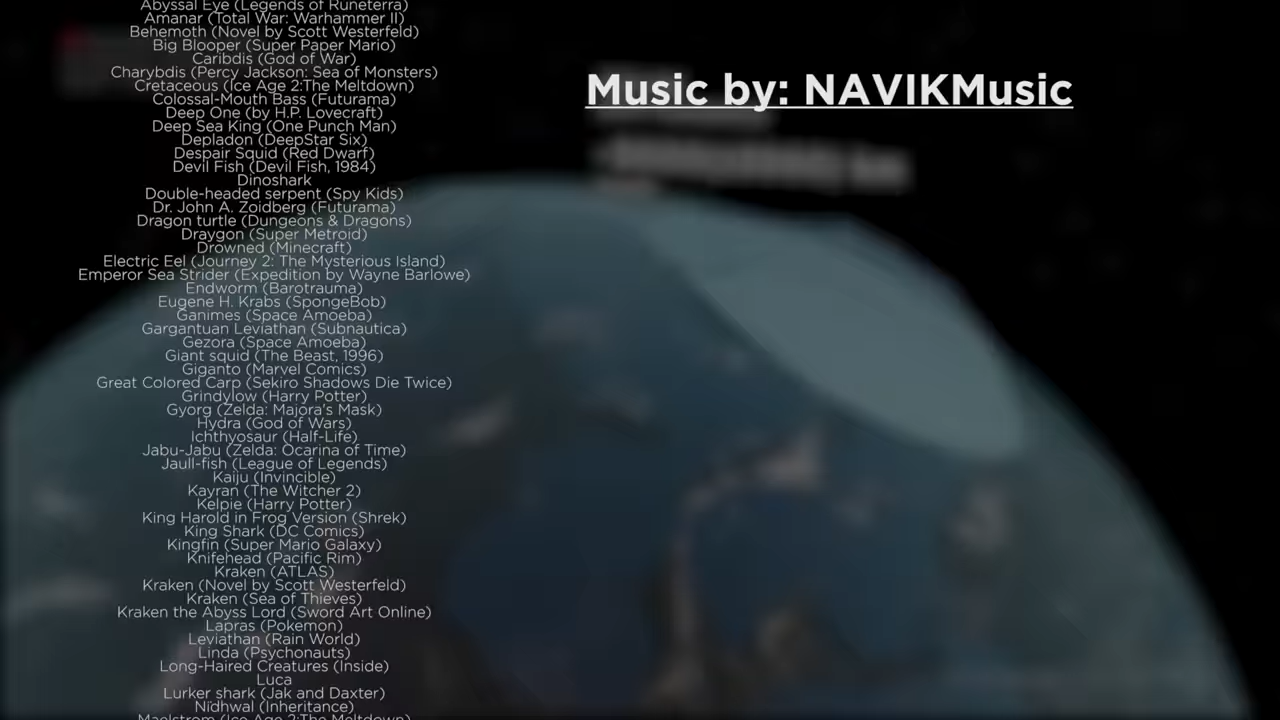 Abyssal Eye (Legends of Runeterra)
Amanar (Total War: Warhammer II)
Behemoth (Novel by Scott Westerfeld)
Big Blooper (Super Paper Mario)
Caribdis (God of War)
Charybdis (Percy Jackson: Sea of Monsters)
Cretaceous (Ice Age 2:The Meltdown)
Colossal-Mouth Bass (Futurama)
Deep One (by H.P. Lovecraft)
Deep Sea King (One Punch Man)
Depladon (DeepStar Six)
Despair Squid (Red Dwarf)
Devil Fish (Devil Fish, 1984)
Dinoshark
Double-headed serpent (Spy Kids)
Dr. John A. Zoidberg (Futurama)
Dragon turtle (Dungeons & Dragons)
Draygon (Super Metroid)
Drowned (Minecraft)
Electric Eel (Journey 2: The Mysterious Island)
Emperor Sea Strider (Expedition by Wayne Barlowe)
Endworm (Barotrauma)
Eugene H. Krabs (SpongeBob)
Ganimes (Space Amoeba)
Gargantuan Leviathan (Subnautica)
Gezora (Space Amoeba)
Giant squid (The Beast, 1996)
Giganto (Marvel Comics)
Great Colored Carp (Sekiro Shadows Die Twice)
Grindylow (Harry Potter)
Gyorg (Zelda: Majora's Mask)
Hydra (God of Wars)
Ichthyosaur (Half-Life)
Jabu-Jabu (Zelda: Ocarina of Time)
Jaull-fish (League of Legends)
Kaiju (Invincible)
Kayran (The Witcher 2)
Kelpie (Harry Potter)
King Harold in Frog Version (Shrek)
King Shark (DC Comics)
Kingfin (Super Mario Galaxy)
Knifehead (Pacific Rim)
Kraken (ATLAS)
Kraken (Novel by Scott Westerfeld)
Kraken (Sea of Thieves)
Kraken the Abyss Lord (Sword Art Online)
Lapras (Pokemon)
Leviathan (Rain World)
Linda (Psychonauts)
Long-Haired Creatures (Inside)
Luca
Lurker shark (Jak and Daxter)
Nïdhwal (Inheritance)
Maelstrom (Ice Age 2:The Meltdown)
Music by: NAVIKMusic